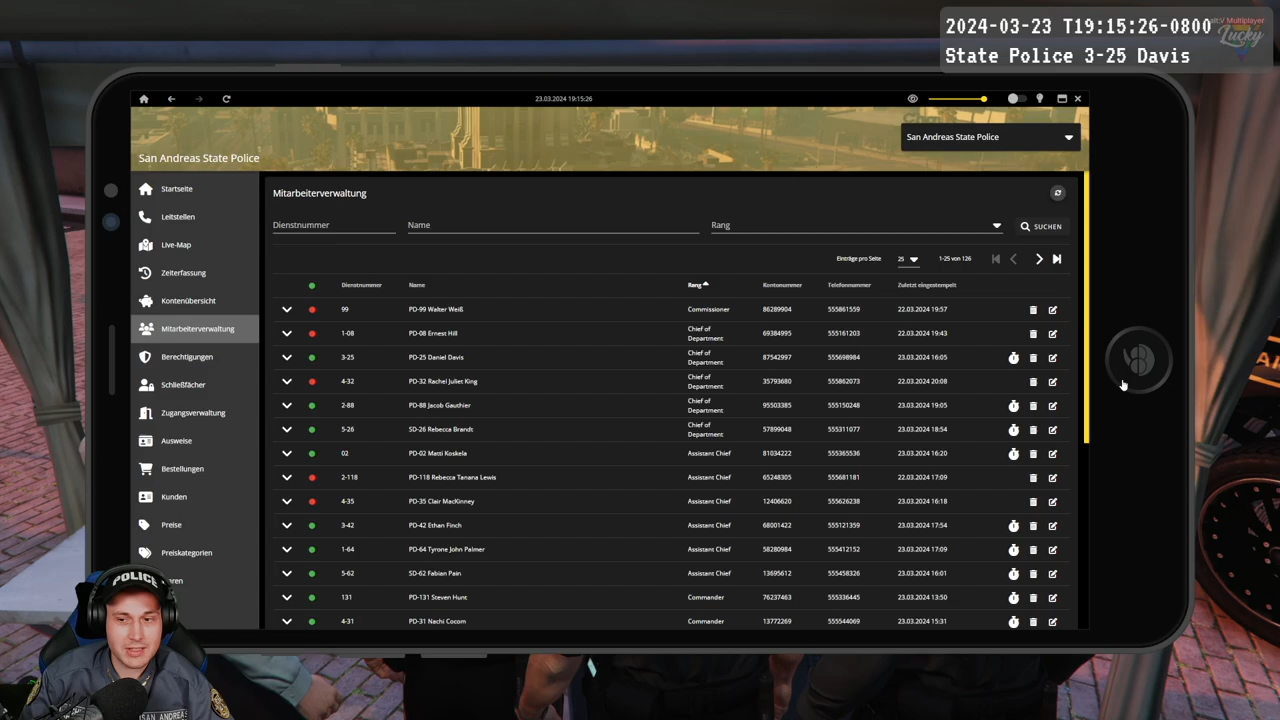 2024-03-23 T19:15:26-0800
alt:V Multiplayer
Lucky
State Police 3-25 Davis
23.03.2024 19:15:26
San Andreas State Police
San Andreas State Police
Startseite
Leitstellen
Live-Map
Zeiterfassung
Kontenübersicht
Mitarbeiterverwaltung
Berechtigungen
Schließfächer
Zugangsverwaltung
Ausweise
Bestellungen
Kunden
Preise
Preiskategorien
Mitarbeiterverwaltung
Dienstnummer Name Rang SUCHEN
Einträge pro Seite 25 1-25 von 126
Dienstnummer Name Rang Kontonummer Telefonnummer Zuletzt eingestempelt
99 PD-99 Walter Weiß Commissioner 86289904 555861559 22.03.2024 19:57
1-08 PD-08 Ernest Hill Chief of Department 69384995 555161203 22.03.2024 19:43
3-25 PD-25 Daniel Davis Chief of Department 87542997 555698984 23.03.2024 16:05
4-32 PD-32 Rachel Juliet King Chief of Department 35793680 555862073 22.03.2024 20:08
2-88 PD-88 Jacob Gauthier Chief of Department 95503385 555150248 23.03.2024 19:05
5-26 SD-26 Rebecca Brandt Chief of Department 57899048 555311077 23.03.2024 18:54
02 PD-02 Matti Koskela Assistant Chief 81034222 555365536 23.03.2024 16:20
2-118 PD-118 Rebecca Tanana Lewis Assistant Chief 65248305 555681181 22.03.2024 17:09
4-35 PD-35 Clair MacKinney Assistant Chief 12406620 555626238 23.03.2024 16:18
3-42 PD-42 Ethan Finch Assistant Chief 68001422 555121359 23.03.2024 17:54
1-64 PD-64 Tyrone John Palmer Assistant Chief 58280984 555412152 23.03.2024 17:09
5-62 SD-62 Fabian Pain Assistant Chief 13695612 555458326 23.03.2024 16:01
131 PD-131 Steven Hunt Commander 76237463 555336445 23.03.2024 13:50
4-31 PD-31 Nachi Cocom Commander 13772269 555544069 23.03.2024 15:31
POLICE
SAN ANDREAS